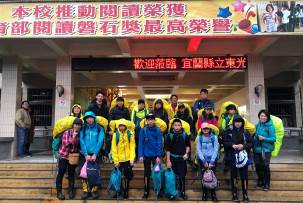 本校推動閱讀榮獲
育部閱讀磐石獎最高榮譽
歡迎蒞臨 宜蘭縣立東光